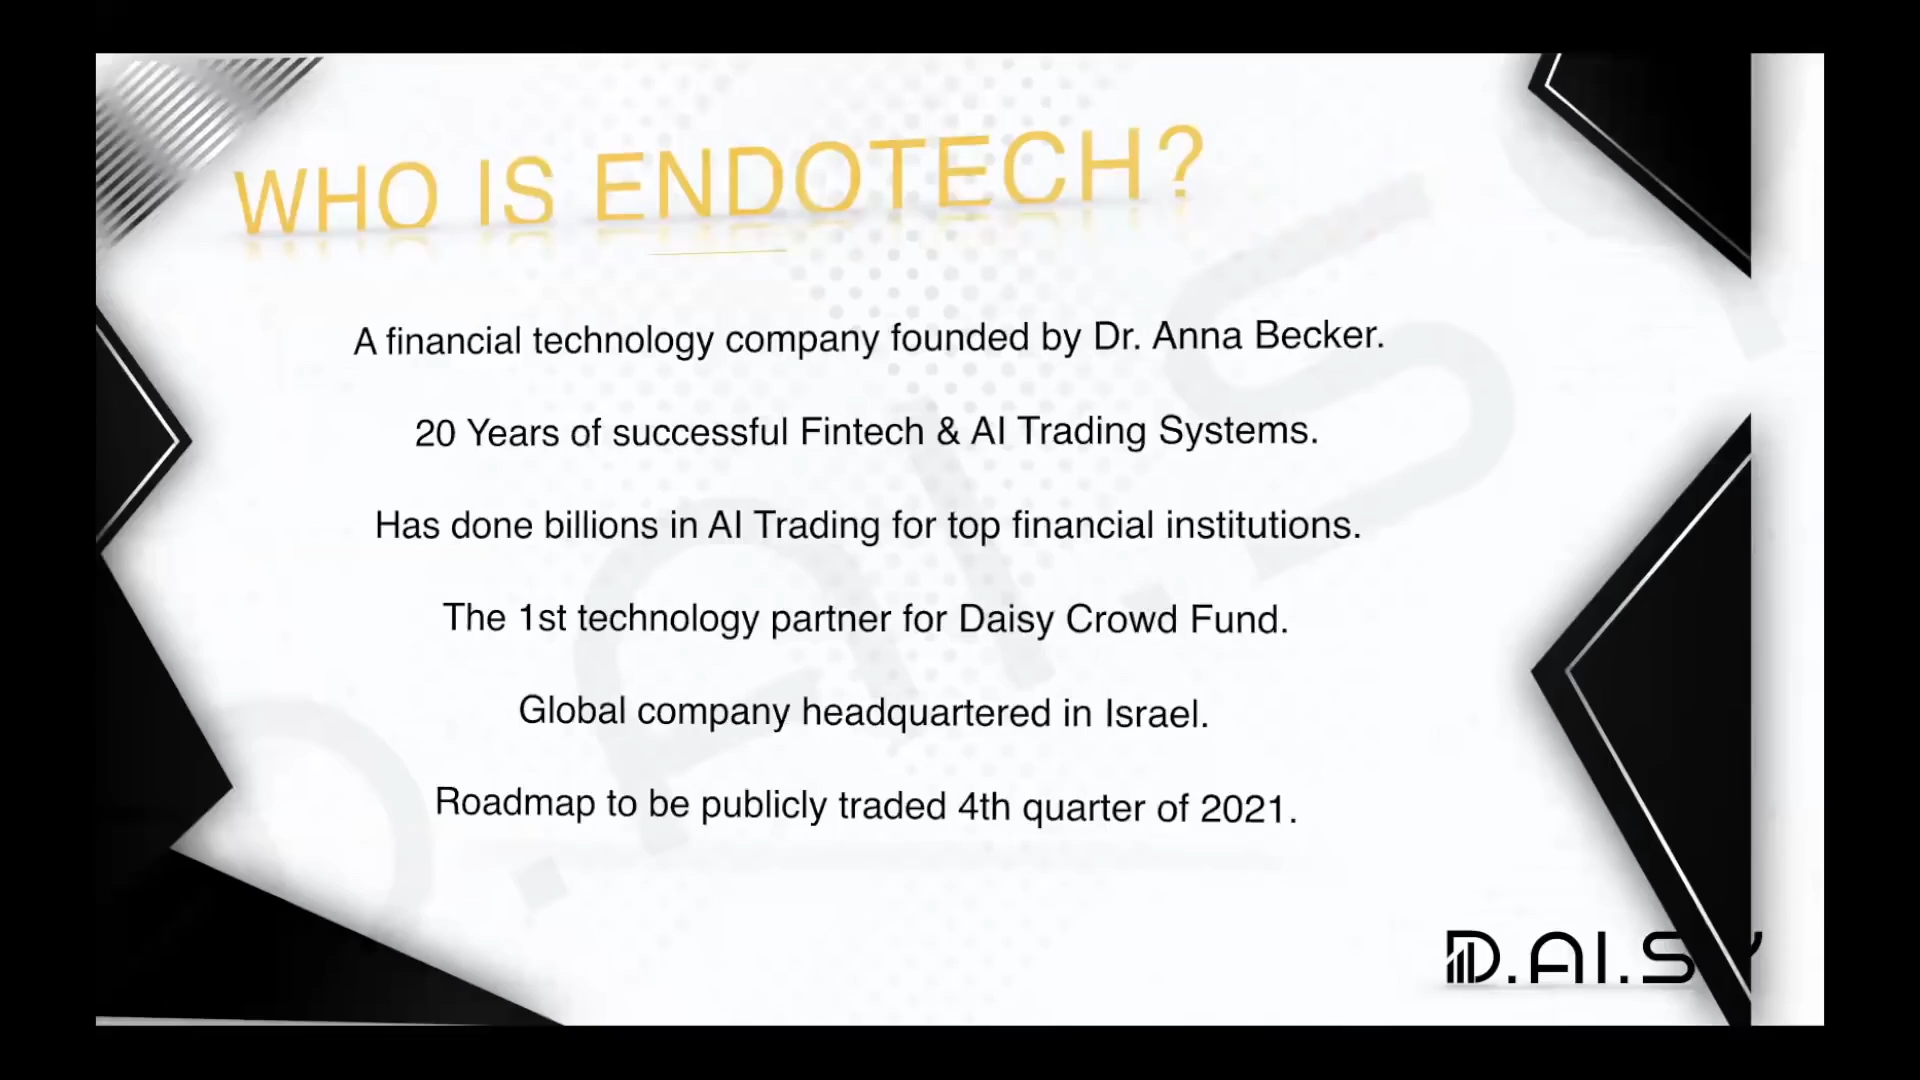 WHO IS ENDOTECH?
A financial technology company founded by Dr. Anna Becker.
20 Years of successful Fintech & AI Trading Systems.
Has done billions in AI Trading for top financial institutions.
The 1st technology partner for Daisy Crowd Fund.
Global company headquartered in Israel.
Roadmap to be publicly traded 4th quarter of 2021.
D.AI.SY